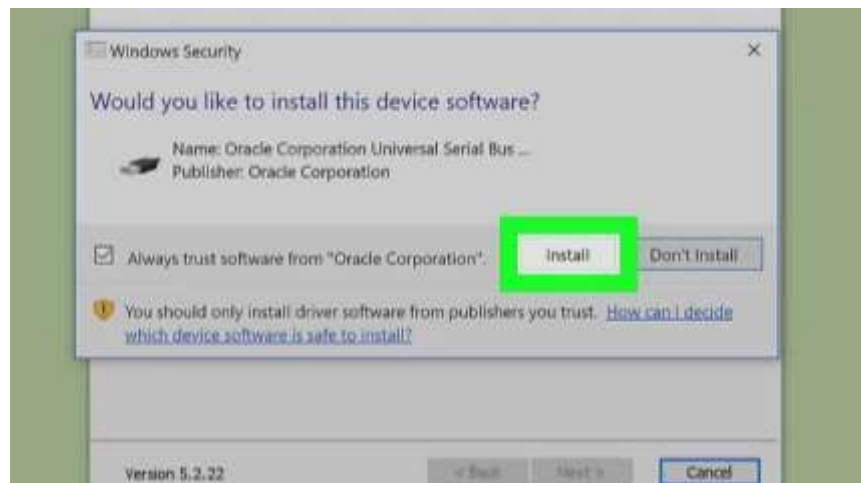 Windows Security
Would you like to install this device software?
Name: Oracle Corporation Universal Serial Bus ...
Publisher: Oracle Corporation
Always trust software from "Oracle Corporation".
Install
Don't Install
You should only install driver software from publishers you trust. How can I decide
which device software is safe to install?
Version 5.2.22
< Back
Next >
Cancel